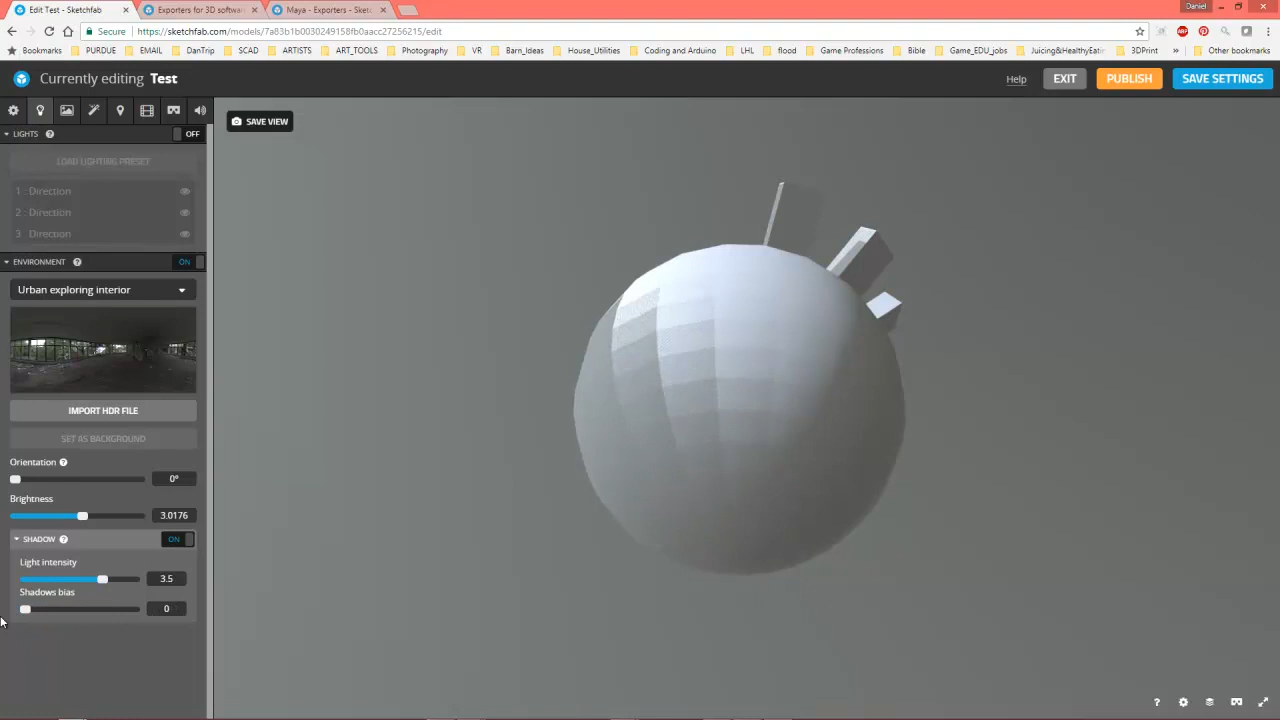 Edit Test - Sketchfab
Exporters for 3D softwa
Maya - Exporters - Sketc
Daniel
Secure
https://sketchfab.com/models/7a83b1b0030249158fb0aacc27256215/edit
Bookmarks PURDUE EMAIL DanTrip SCAD ARTISTS ART_TOOLS Photography VR Barn_Ideas House_Utilities Coding and Arduino LHL flood Game Professions Bible Game_EDU_jobs Juicing&HealthyEatin 3DPrint » Other bookmarks
Currently editing Test
Help EXIT PUBLISH SAVE SETTINGS
LIGHTS ? OFF
SAVE VIEW
LOAD LIGHTING PRESET
1 : Direction
2 : Direction
3 : Direction
ENVIRONMENT ? ON
Urban exploring interior
IMPORT HDR FILE
SET AS BACKGROUND
Orientation ?
0°
Brightness
3.0176
SHADOW ? ON
Light intensity
3.5
Shadows bias
0
?